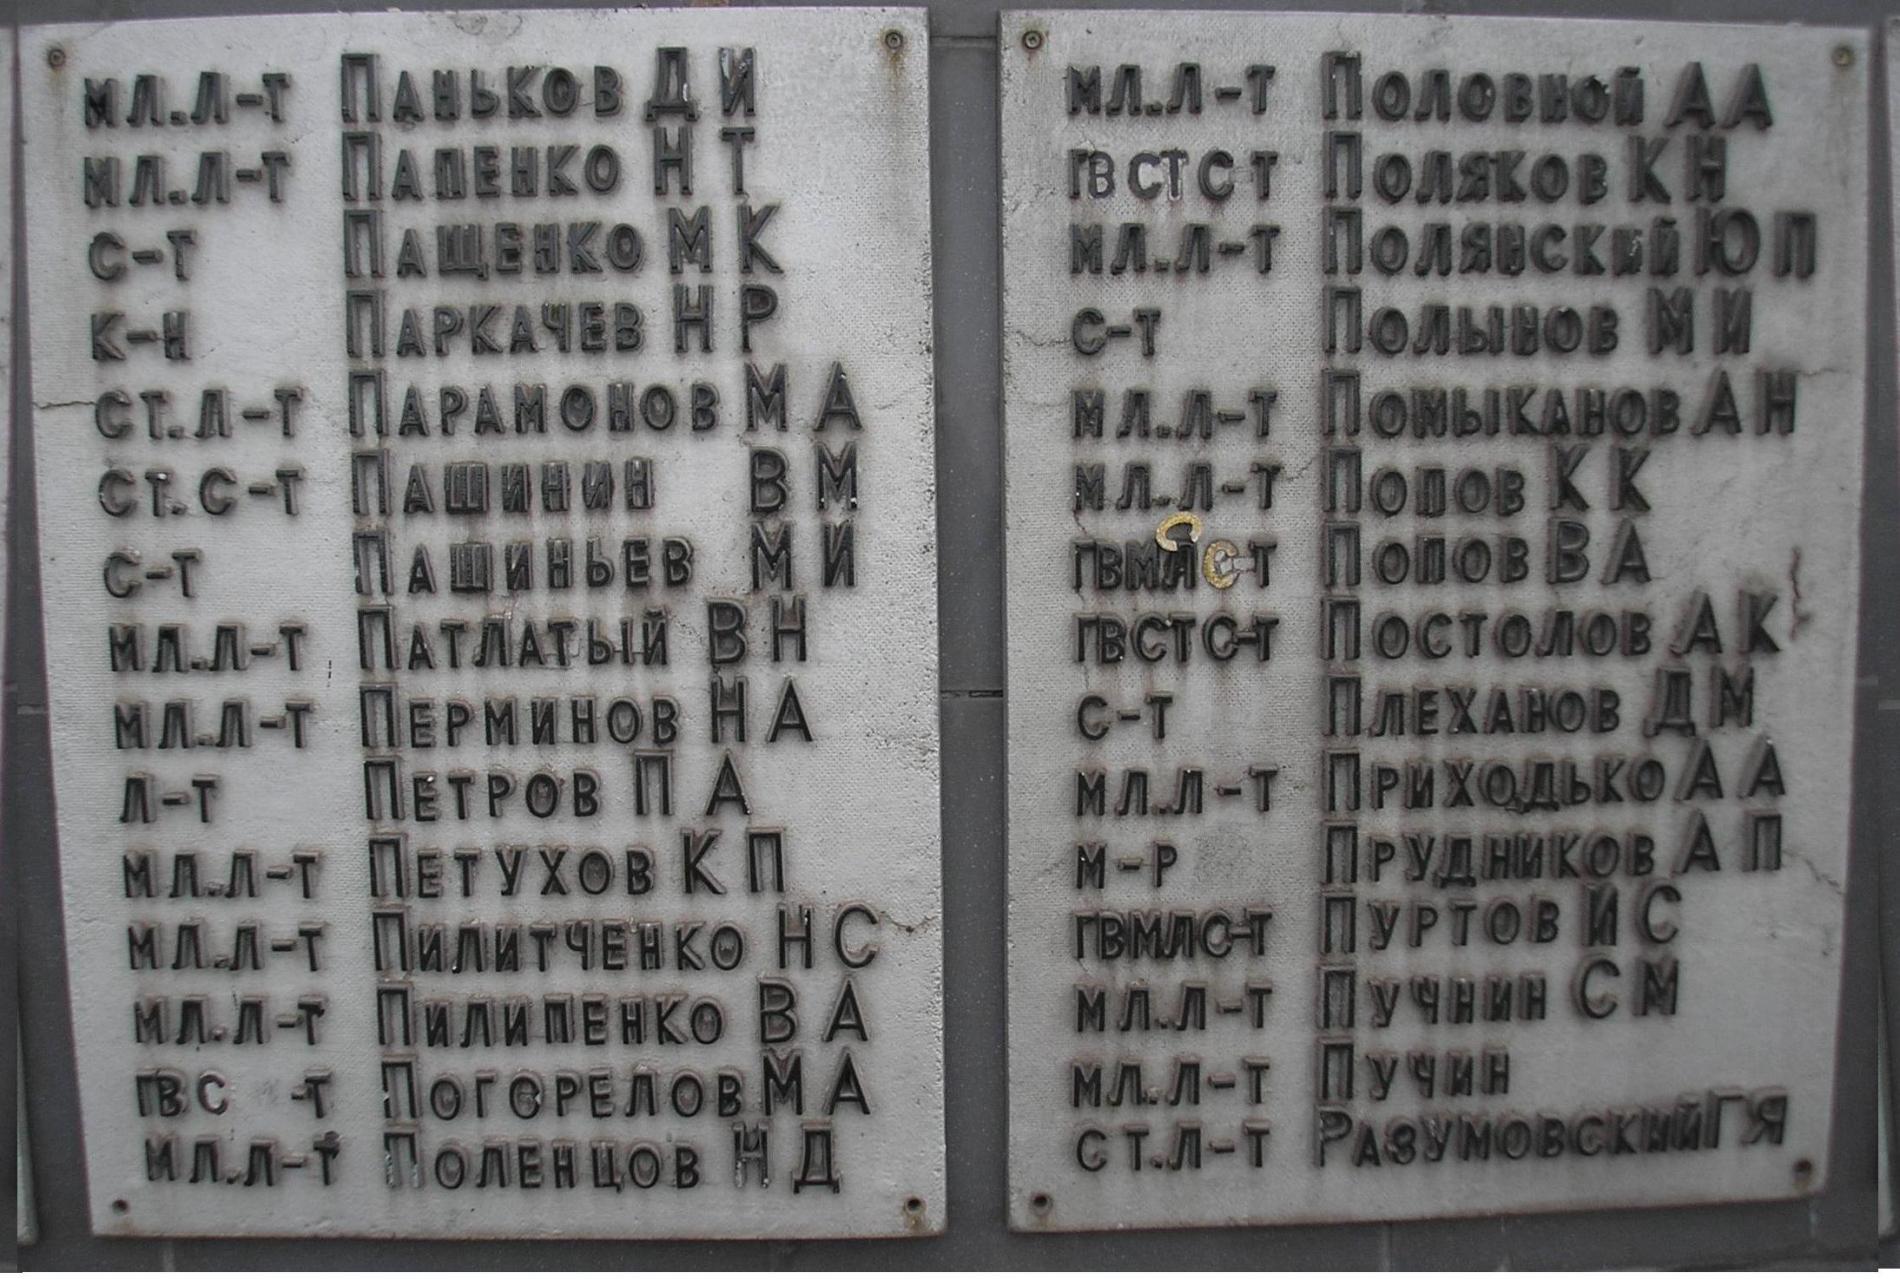 МЛ.Л-Т ПАНЬКОВ Д И
МЛ.Л-Т ПАПЕНКО Н Т
С-Т ПАЩЕНКО М К
К-Н ПАРКАЧЕВ Н Р
СТ.Л-Т ПАРАМОНОВ М А
СТ.С-Т ПАШИНИН В М
С-Т ПАШИНЬЕВ М И
МЛ.Л-Т ПАТЛАТЫЙ В Н
МЛ.Л-Т ПЕРМИНОВ Н А
Л-Т ПЕТРОВ П А
МЛ.Л-Т ПЕТУХОВ К П
МЛ.Л-Т ПИЛИТЧЕНКО Н С
МЛ.Л-Т ПИЛИПЕНКО В А
ГВ С -Т ПОГОРЕЛОВ М А
МЛ.Л-Т ПОЛЕНЦОВ Н Д
МЛ.Л-Т ПОЛОВНОЙ А А
ГВ СТ С Т ПОЛЯКОВ К Н
МЛ.Л-Т ПОЛЯНСКИЙ Ю П
С-Т ПОЛЫНОВ М И
МЛ.Л-Т ПОМЫКАНОВ А Н
МЛ.Л-Т ПОПОВ К К
ГВ МЛ С-Т ПОПОВ В А
ГВ СТ С-Т ПОСТОЛОВ А К
С-Т ПЛЕХАНОВ Д М
МЛ.Л-Т ПРИХОДЬКО А А
М-Р ПРУДНИКОВ А П
ГВ МЛ С-Т ПУРТОВ И С
МЛ.Л-Т ПУЧНИН С М
МЛ.Л-Т ПУЧИН
СТ.Л-Т РАЗУМОВСКИЙ Г Я